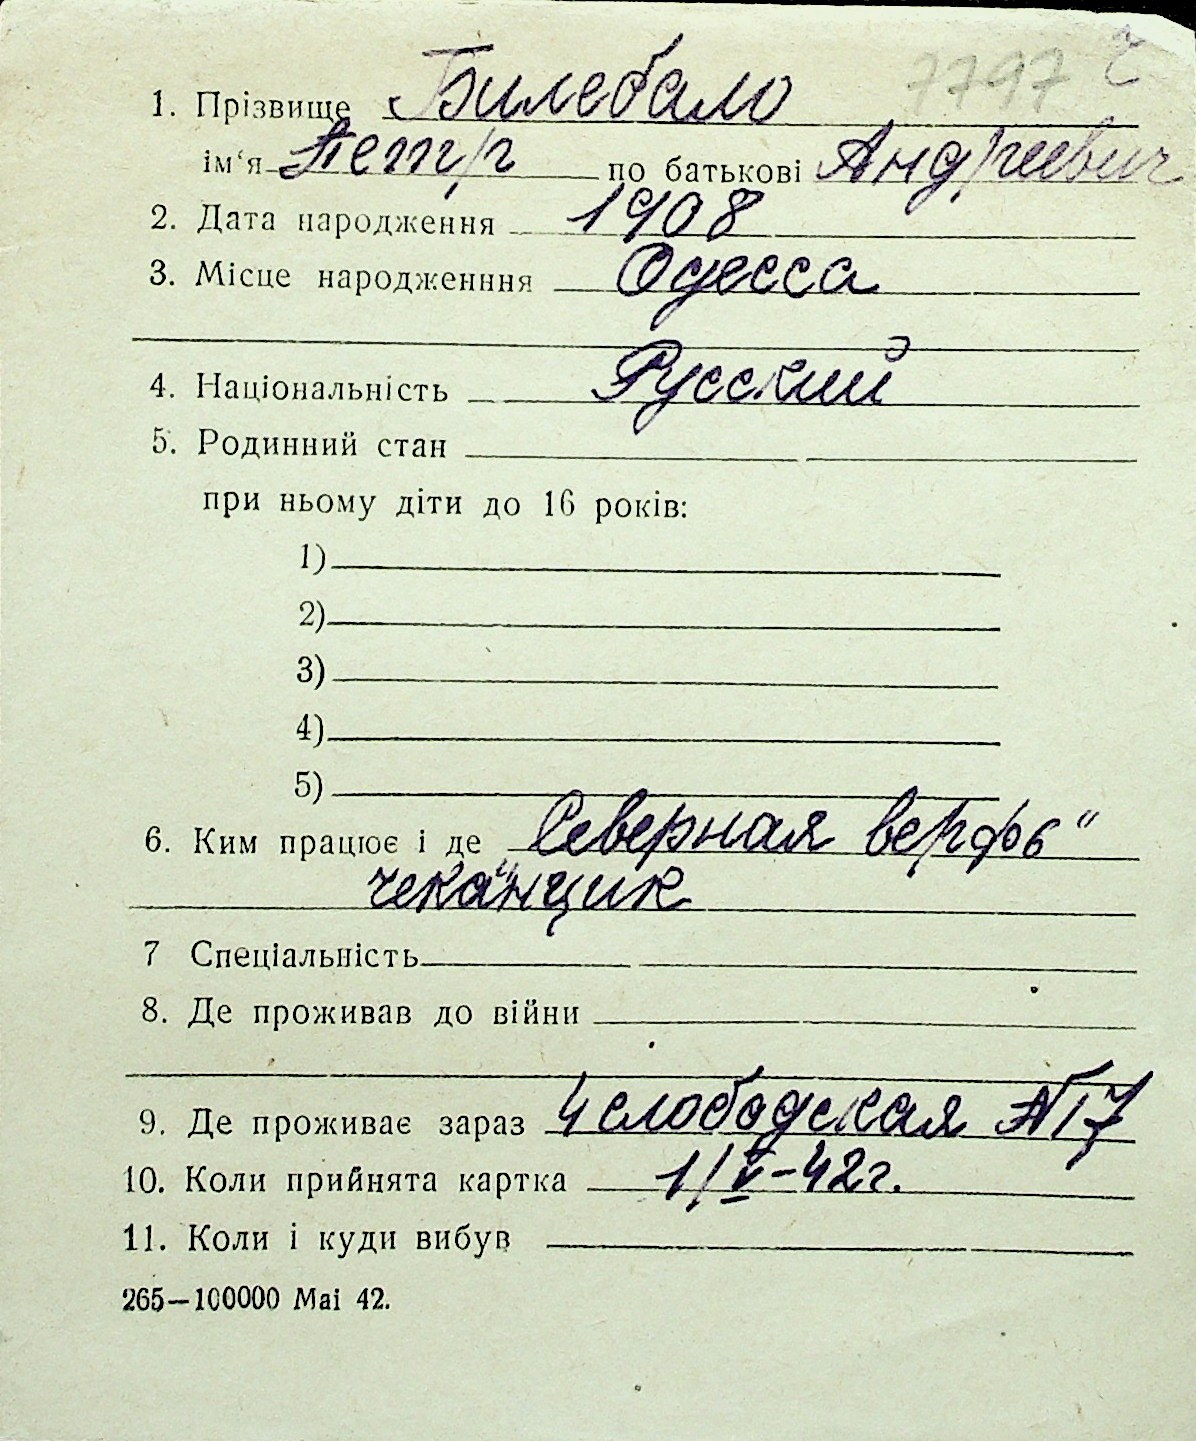 7797 č
1. Прізвище Билебало
ім‘я Петр по батькові Андреевич
2. Дата народження 1908
3. Місце народженння Одесса
4. Національність Русский
5. Родинний стан
при ньому діти до 16 років:
1)
2)
3)
4)
5)
6. Ким працює і де Северная верфь"
чеканщик
7 Спеціальність
8. Де проживав до війни
9. Де проживає зараз 4 слободская №17
10. Коли прийнята картка 1/V-42г.
11. Коли і куди вибув
265—100000 Mai 42.